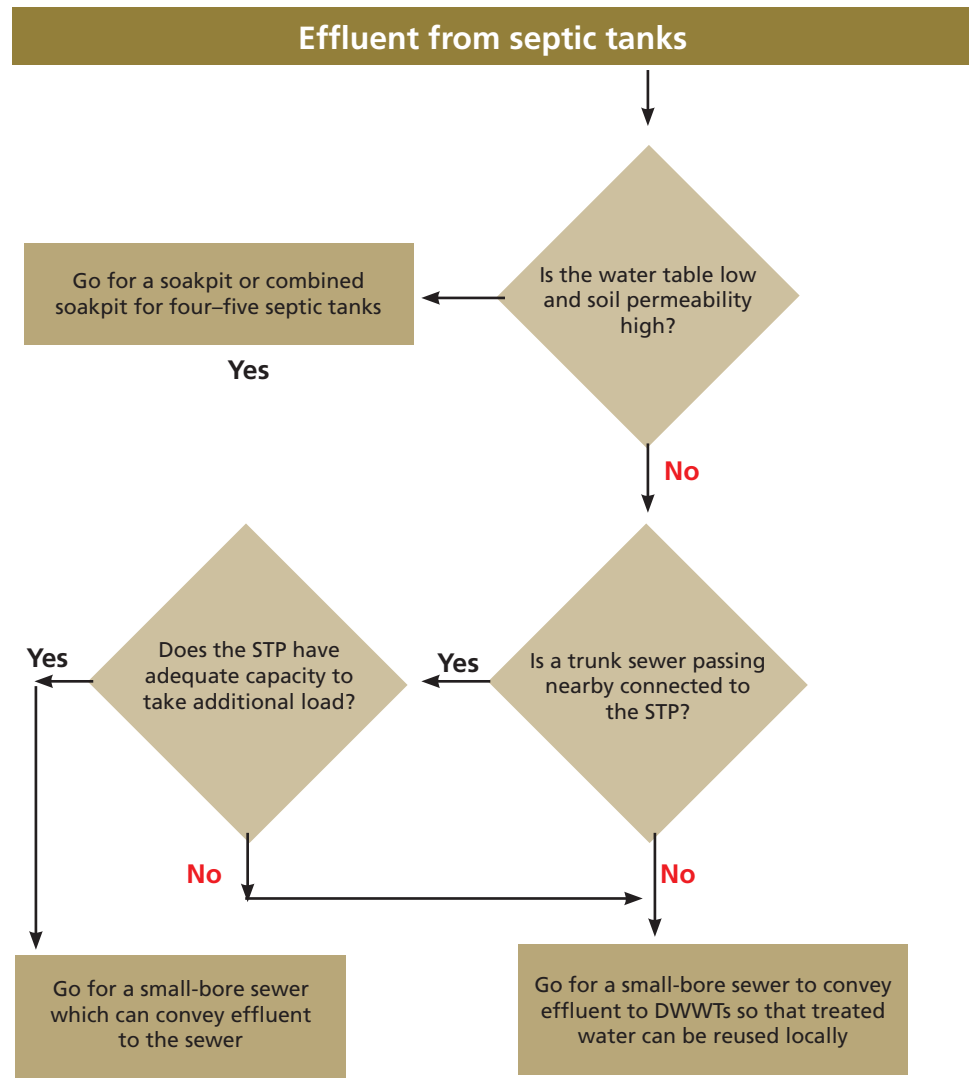 Effluent from septic tanks
Is the water table low
and soil permeability
high?
Go for a soakpit or combined
soakpit for four–five septic tanks
Yes
No
Is a trunk sewer passing
nearby connected to
the STP?
Yes
Does the STP have
adequate capacity to
take additional load?
Yes
No
No
Go for a small-bore sewer
which can convey effluent
to the sewer
Go for a small-bore sewer to convey
effluent to DWWTs so that treated
water can be reused locally